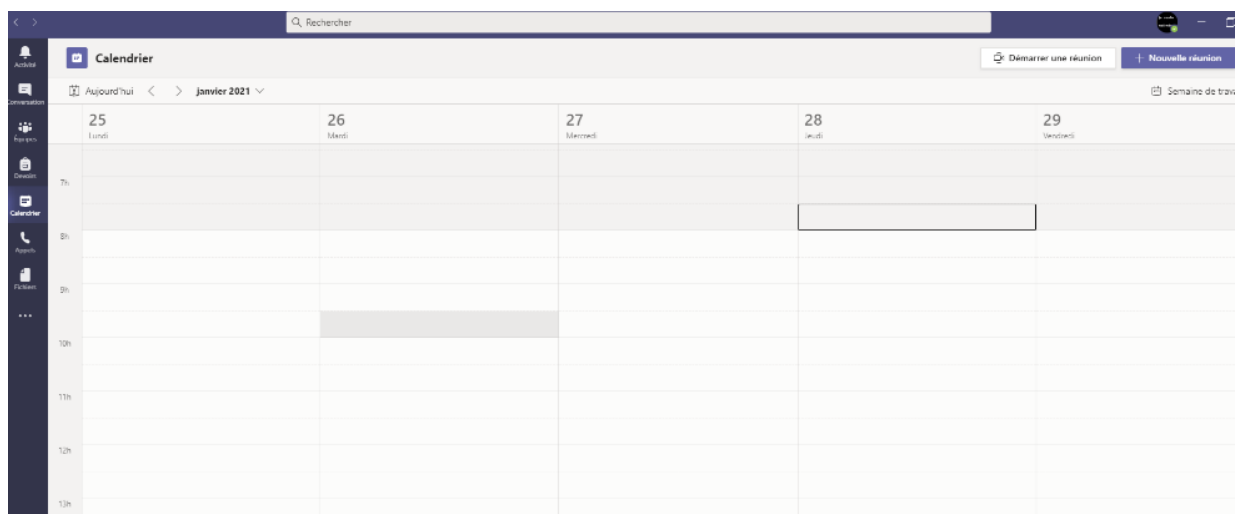 Rechercher
Activité
Calendrier
Démarrer une réunion
+ Nouvelle réunion
Conversation
Aujourd'hui
janvier 2021
Semaine de trava
Équipes
25
26
27
28
29
Lundi
Mardi
Mercredi
Jeudi
Vendredi
Devoirs
7h
Calendrier
8h
Appels
9h
Fichiers
...
10h
11h
12h
13h